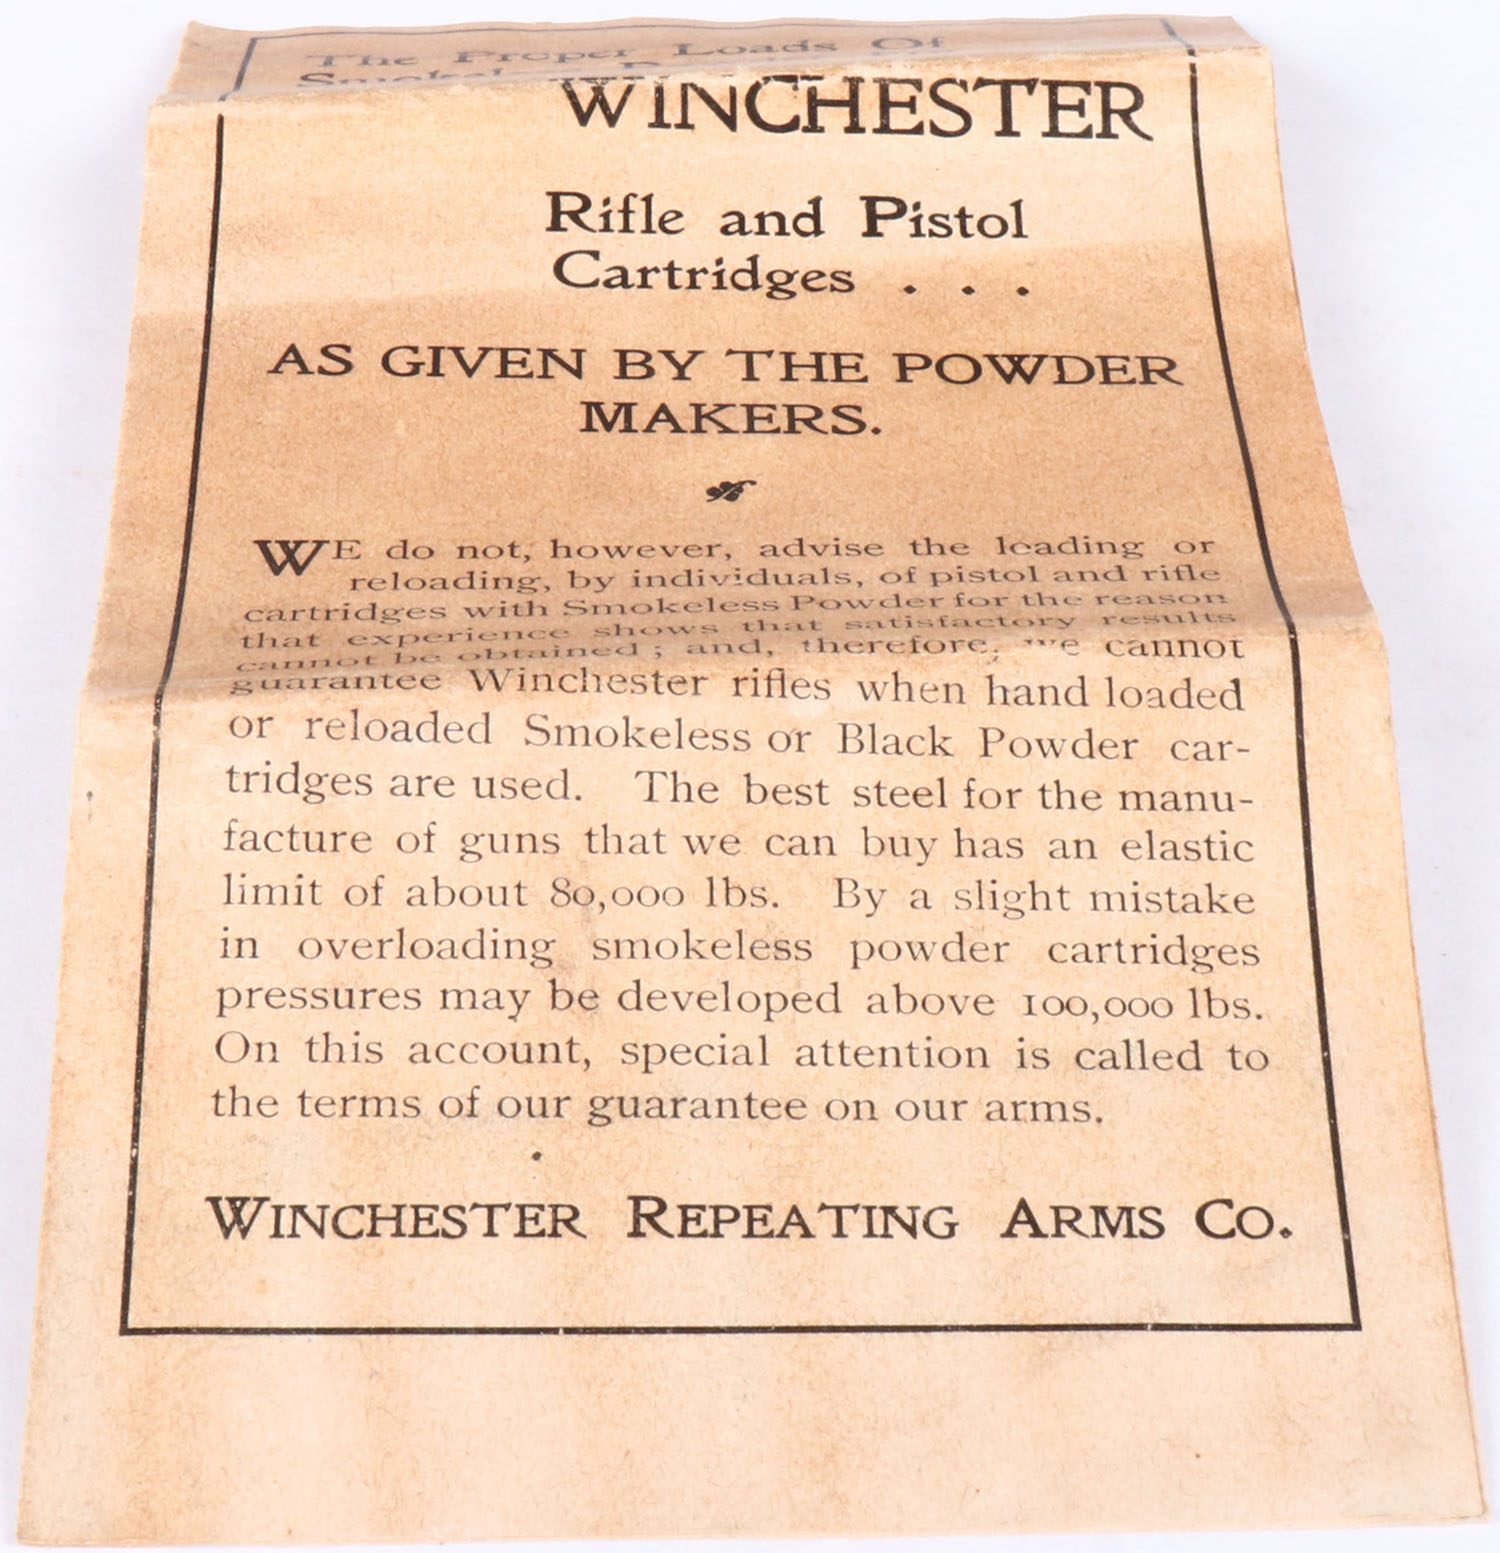 The Proper Loads Of
Smokeless Powder
WINCHESTER
Rifle and Pistol
Cartridges . . .
AS GIVEN BY THE POWDER
MAKERS.
WE do not, however, advise the loading or
reloading, by individuals, of pistol and rifle
cartridges with Smokeless Powder for the reason
that experience shows that satisfactory results
cannot be obtained; and, therefore, we cannot
guarantee Winchester rifles when hand loaded
or reloaded Smokeless or Black Powder car-
tridges are used. The best steel for the manu-
facture of guns that we can buy has an elastic
limit of about 80,000 lbs. By a slight mistake
in overloading smokeless powder cartridges
pressures may be developed above 100,000 lbs.
On this account, special attention is called to
the terms of our guarantee on our arms.
WINCHESTER REPEATING ARMS CO.